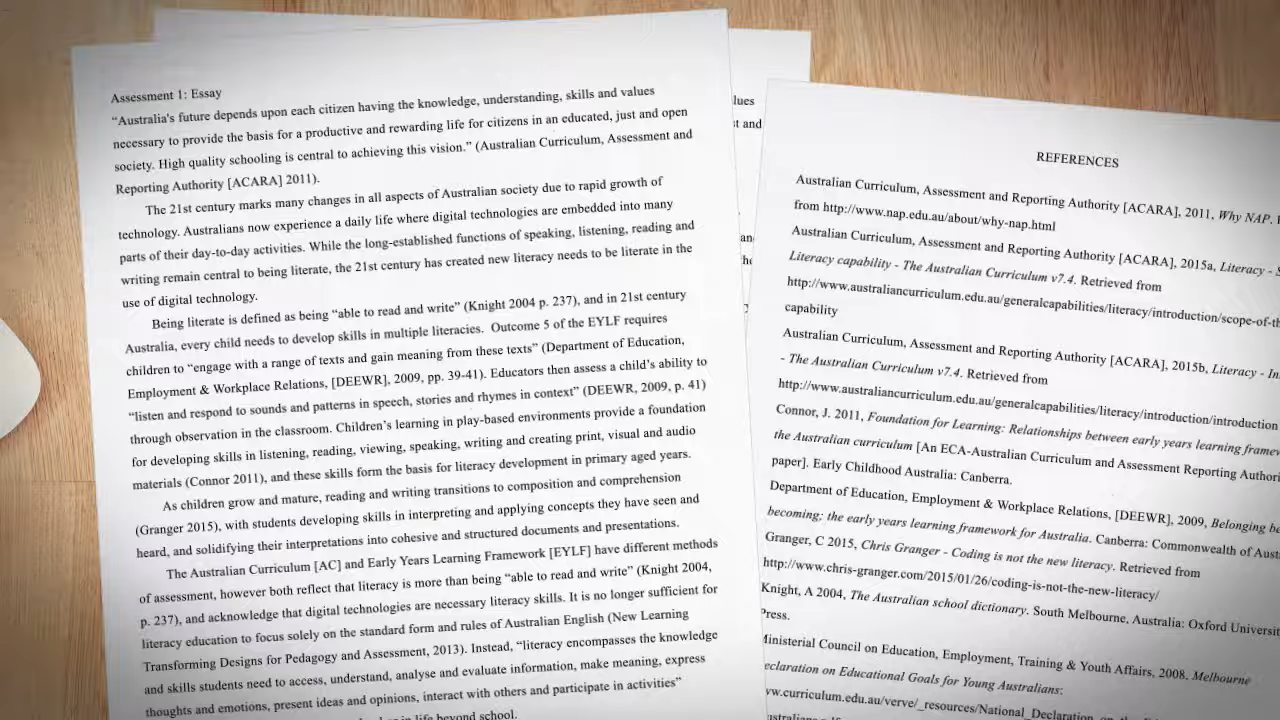 Assessment 1: Essay
“Australia's future depends upon each citizen having the knowledge, understanding, skills and values
necessary to provide the basis for a productive and rewarding life for citizens in an educated, just and open
society. High quality schooling is central to achieving this vision.” (Australian Curriculum, Assessment and
Reporting Authority [ACARA] 2011).
The 21st century marks many changes in all aspects of Australian society due to rapid growth of
technology. Australians now experience a daily life where digital technologies are embedded into many
parts of their day-to-day activities. While the long-established functions of speaking, listening, reading and
writing remain central to being literate, the 21st century has created new literacy needs to be literate in the
use of digital technology.
Being literate is defined as being “able to read and write” (Knight 2004 p. 237), and in 21st century
Australia, every child needs to develop skills in multiple literacies. Outcome 5 of the EYLF requires
children to “engage with a range of texts and gain meaning from these texts” (Department of Education,
Employment & Workplace Relations, [DEEWR], 2009, pp. 39-41). Educators then assess a child’s ability to
“listen and respond to sounds and patterns in speech, stories and rhymes in context” (DEEWR, 2009, p. 41)
through observation in the classroom. Children’s learning in play-based environments provide a foundation
for developing skills in listening, reading, viewing, speaking, writing and creating print, visual and audio
materials (Connor 2011), and these skills form the basis for literacy development in primary aged years.
As children grow and mature, reading and writing transitions to composition and comprehension
(Granger 2015), with students developing skills in interpreting and applying concepts they have seen and
heard, and solidifying their interpretations into cohesive and structured documents and presentations.
The Australian Curriculum [AC] and Early Years Learning Framework [EYLF] have different methods
of assessment, however both reflect that literacy is more than being “able to read and write” (Knight 2004,
p. 237), and acknowledge that digital technologies are necessary literacy skills. It is no longer sufficient for
literacy education to focus solely on the standard form and rules of Australian English (New Learning
Transforming Designs for Pedagogy and Assessment, 2013). Instead, “literacy encompasses the knowledge
and skills students need to access, understand, analyse and evaluate information, make meaning, express
thoughts and emotions, present ideas and opinions, interact with others and participate in activities”
in life beyond school.
lues
st and
REFERENCES
Australian Curriculum, Assessment and Reporting Authority [ACARA], 2011, Why NAP.
from http://www.nap.edu.au/about/why-nap.html
Australian Curriculum, Assessment and Reporting Authority [ACARA], 2015a, Literacy - S
Literacy capability - The Australian Curriculum v7.4. Retrieved from
http://www.australiancurriculum.edu.au/generalcapabilities/literacy/introduction/scope-of-th
capability
Australian Curriculum, Assessment and Reporting Authority [ACARA], 2015b, Literacy - In
- The Australian Curriculum v7.4. Retrieved from
http://www.australiancurriculum.edu.au/generalcapabilities/literacy/introduction/introduction
Connor, J. 2011, Foundation for Learning: Relationships between early years learning framew
the Australian curriculum [An ECA-Australian Curriculum and Assessment Reporting Authori
paper]. Early Childhood Australia: Canberra.
Department of Education, Employment & Workplace Relations, [DEEWR], 2009, Belonging be
becoming: the early years learning framework for Australia. Canberra: Commonwealth of Aust
Granger, C 2015, Chris Granger - Coding is not the new literacy. Retrieved from
http://www.chris-granger.com/2015/01/26/coding-is-not-the-new-literacy/
Knight, A 2004, The Australian school dictionary. South Melbourne, Australia: Oxford Universit
Press.
Ministerial Council on Education, Employment, Training & Youth Affairs, 2008. Melbourne
eclaration on Educational Goals for Young Australians:
ww.curriculum.edu.au/verve/_resources/National_Declaration